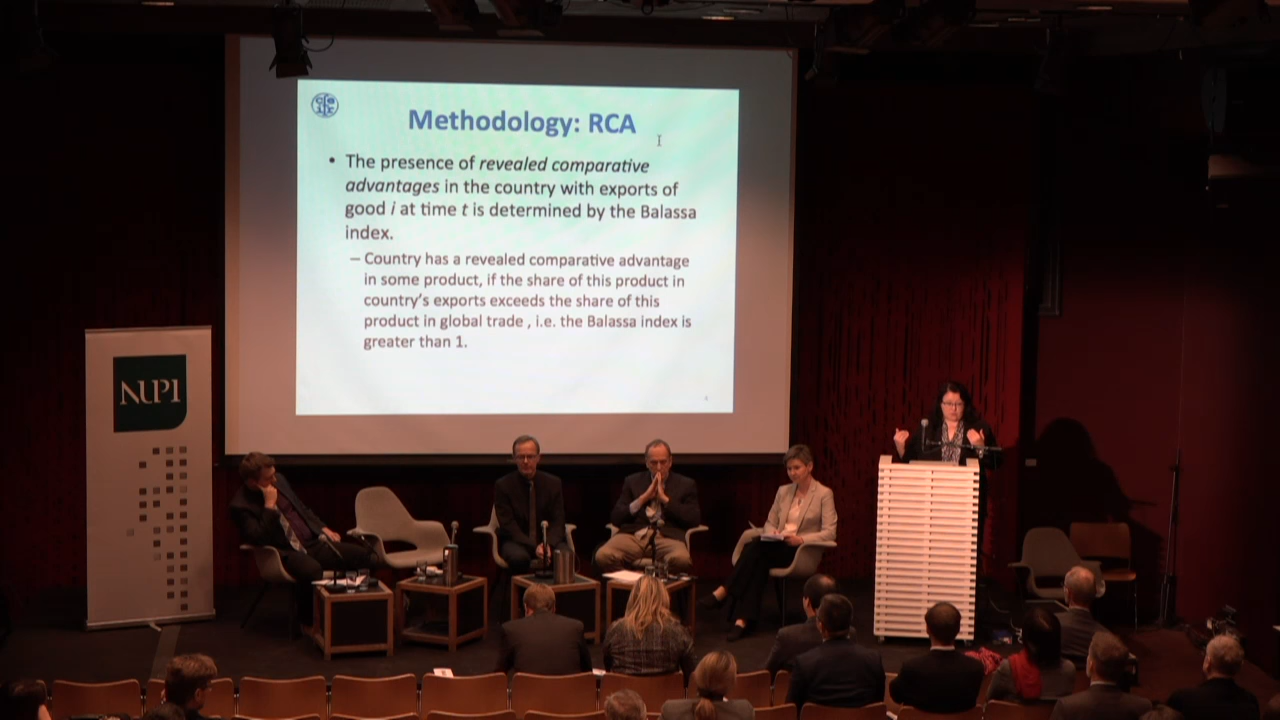 Methodology: RCA
• The presence of revealed comparative
advantages in the country with exports of
good i at time t is determined by the Balassa
index.
– Country has a revealed comparative advantage
in some product, if the share of this product in
country's exports exceeds the share of this
product in global trade , i.e. the Balassa index is
greater than 1.
NUPI